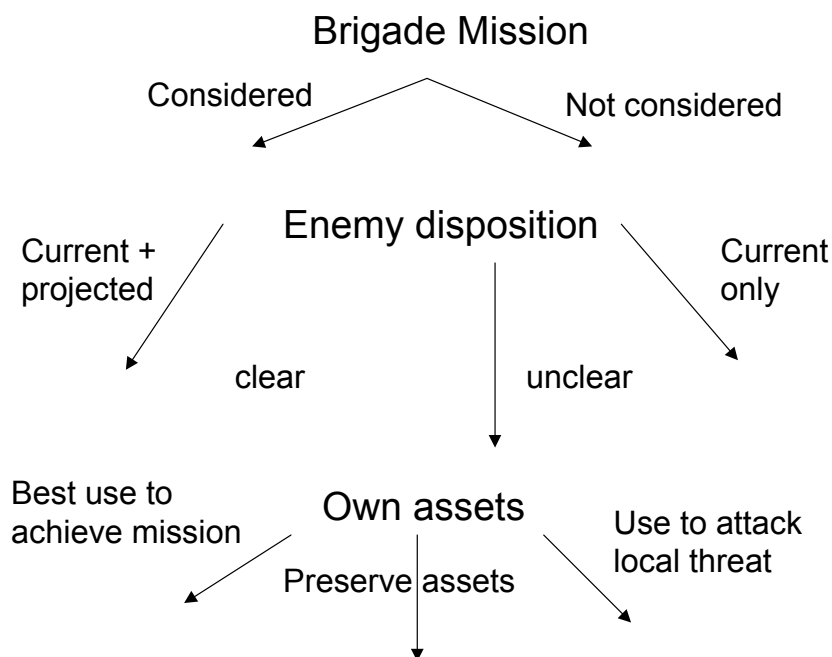 Brigade Mission
Considered
Not considered
Enemy disposition
Current +
projected
Current
only
clear
unclear
Best use to
achieve mission
Own assets
Use to attack
local threat
Preserve assets